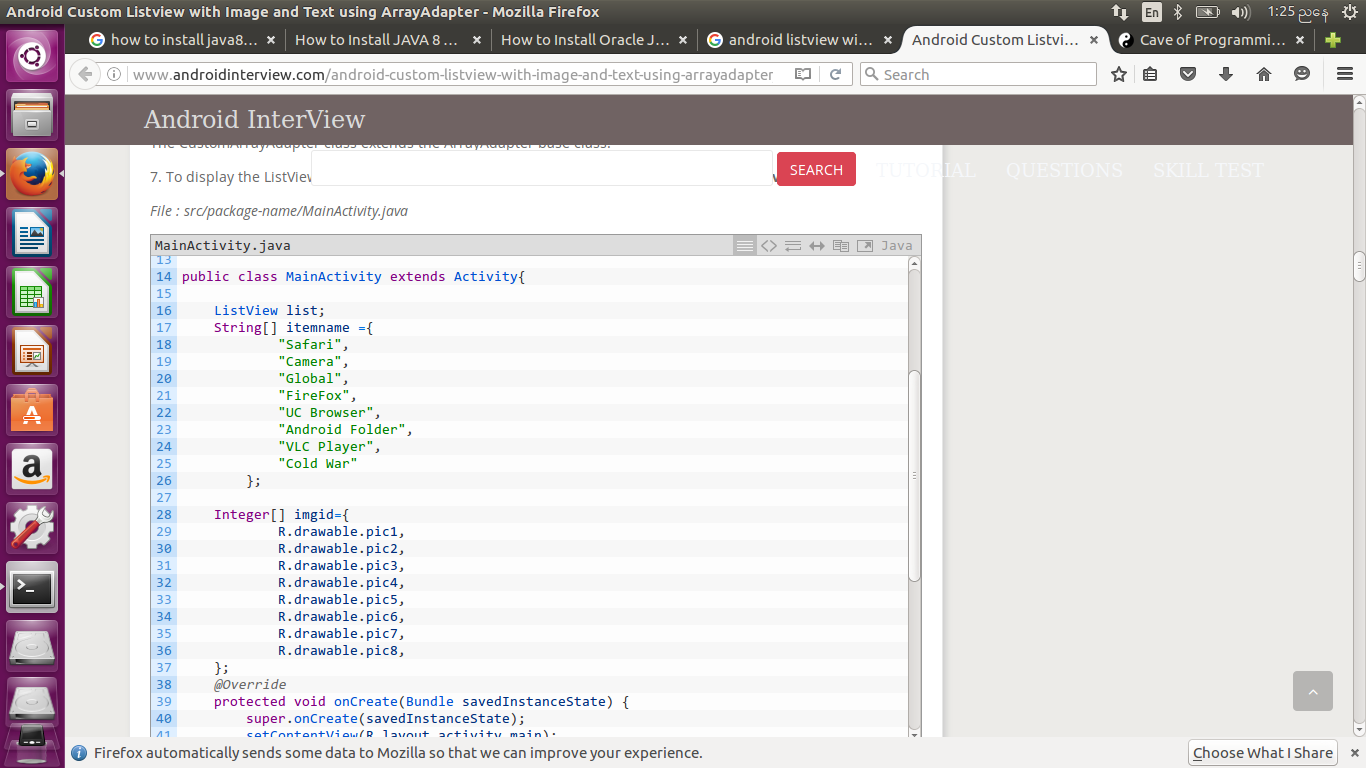 Android Custom Listview with Image and Text using ArrayAdapter - Mozilla Firefox
En
1:25 ညနေ
how to install java8... ×
How to Install JAVA 8 ... ×
How to Install Oracle J... ×
android listview wi... ×
Android Custom Listvi... ×
Cave of Programmi... ×
www.androidinterview.com/android-custom-listview-with-image-and-text-using-arrayadapter
Search
Android InterView
The CustomArrayAdapter class extends the ArrayAdapter base class.
7. To display the ListView
SEARCH
TUTORIAL
QUESTIONS
SKILL TEST
File : src/package-name/MainActivity.java
MainActivity.java
Java
13
14 public class MainActivity extends Activity{
15
16 ListView list;
17 String[] itemname ={
18 "Safari",
19 "Camera",
20 "Global",
21 "FireFox",
22 "UC Browser",
23 "Android Folder",
24 "VLC Player",
25 "Cold War"
26 };
27
28 Integer[] imgid={
29 R.drawable.pic1,
30 R.drawable.pic2,
31 R.drawable.pic3,
32 R.drawable.pic4,
33 R.drawable.pic5,
34 R.drawable.pic6,
35 R.drawable.pic7,
36 R.drawable.pic8,
37 };
38 @Override
39 protected void onCreate(Bundle savedInstanceState) {
40 super.onCreate(savedInstanceState);
41 setContentView(R.layout.activity_main);
Firefox automatically sends some data to Mozilla so that we can improve your experience.
Choose What I Share
×